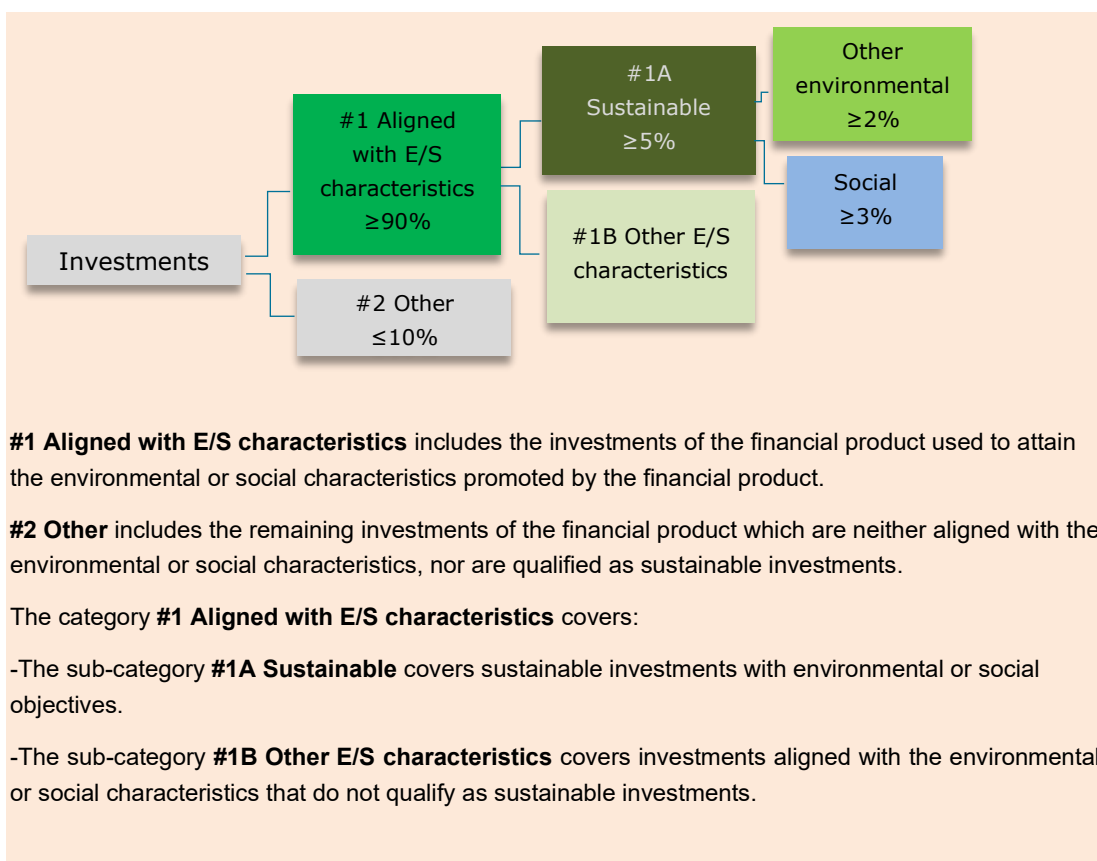 Investments
#1 Aligned
with E/S
characteristics
≥90%
#2 Other
≤10%
#1A
Sustainable
≥5%
#1B Other E/S
characteristics
Other
environmental
≥2%
Social
≥3%
#1 Aligned with E/S characteristics includes the investments of the financial product used to attain
the environmental or social characteristics promoted by the financial product.
#2 Other includes the remaining investments of the financial product which are neither aligned with the
environmental or social characteristics, nor are qualified as sustainable investments.
The category #1 Aligned with E/S characteristics covers:
-The sub-category #1A Sustainable covers sustainable investments with environmental or social
objectives.
-The sub-category #1B Other E/S characteristics covers investments aligned with the environmental
or social characteristics that do not qualify as sustainable investments.